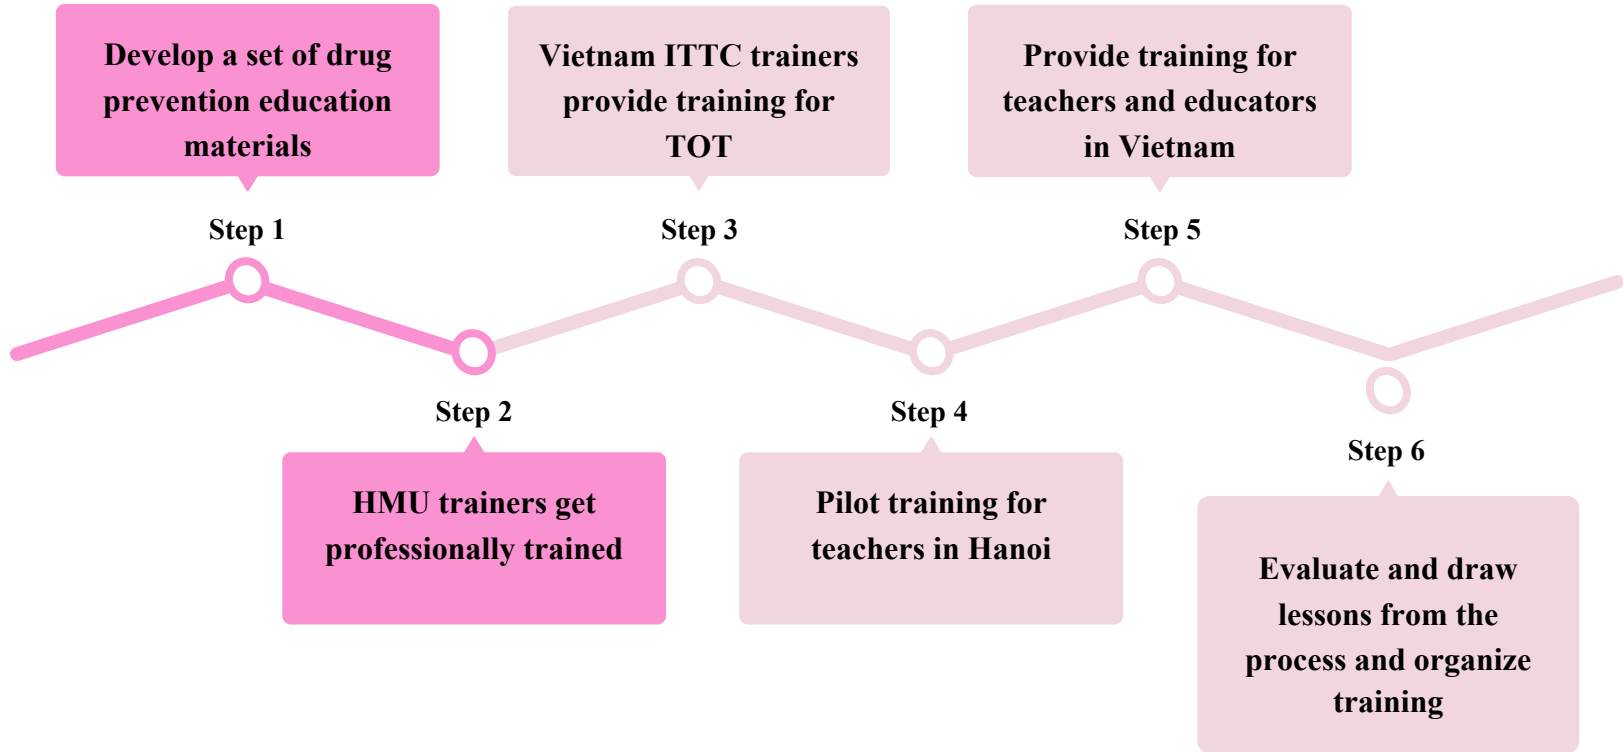 Develop a set of drug
prevention education
materials
Step 1
Step 2
HMU trainers get
professionally trained
Vietnam ITTC trainers
provide training for
TOT
Step 3
Step 4
Pilot training for
teachers in Hanoi
Provide training for
teachers and educators
in Vietnam
Step 5
Step 6
Evaluate and draw
lessons from the
process and organize
training